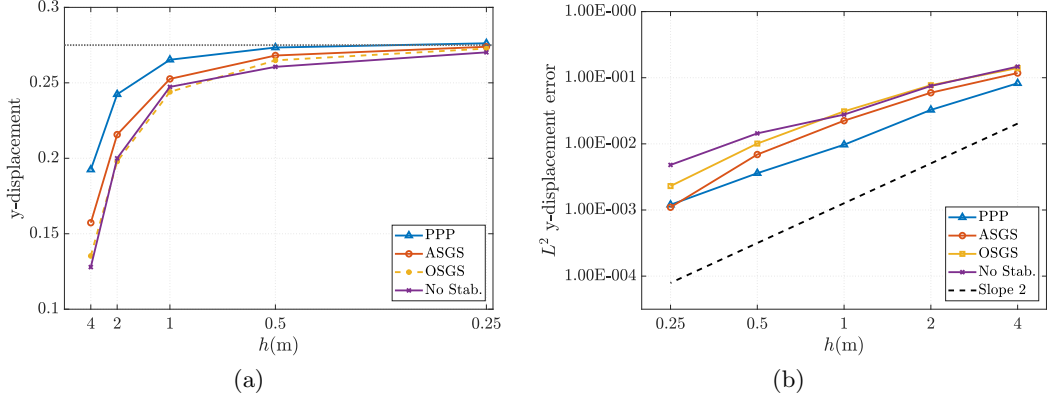 0.3
0.25
0.2
0.15
0.1
y-displacement
4 2 1 0.5 0.25
h(m)
PPP
ASGS
OSGS
No Stab.
(a)
1.00E-000
1.00E-001
1.00E-002
1.00E-003
1.00E-004
L² y-displacement error
0.25 0.5 1 2 4
h(m)
PPP
ASGS
OSGS
No Stab.
Slope 2
(b)